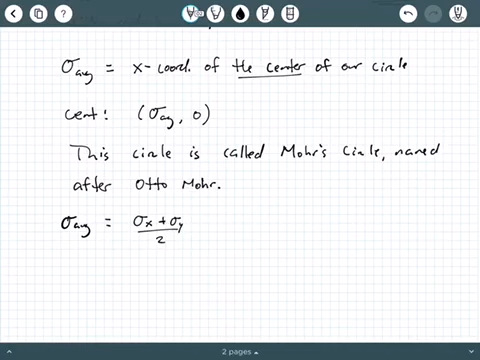 σavg = x-coord. of the center of our circle
cent: (σavg, 0)
This circle is called Mohr's Circle, named
after Otto Mohr.
σavg = σx + σy / 2
2 pages